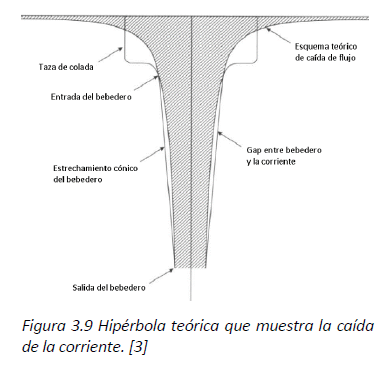 Esquema teórico
de caída de flujo
Taza de colada
Entrada del bebedero
Estrechamiento cónico
del bebedero
Gap entre bebedero
y la corriente
Salida del bebedero
Figura 3.9 Hipérbola teórica que muestra la caída
de la corriente. [3]